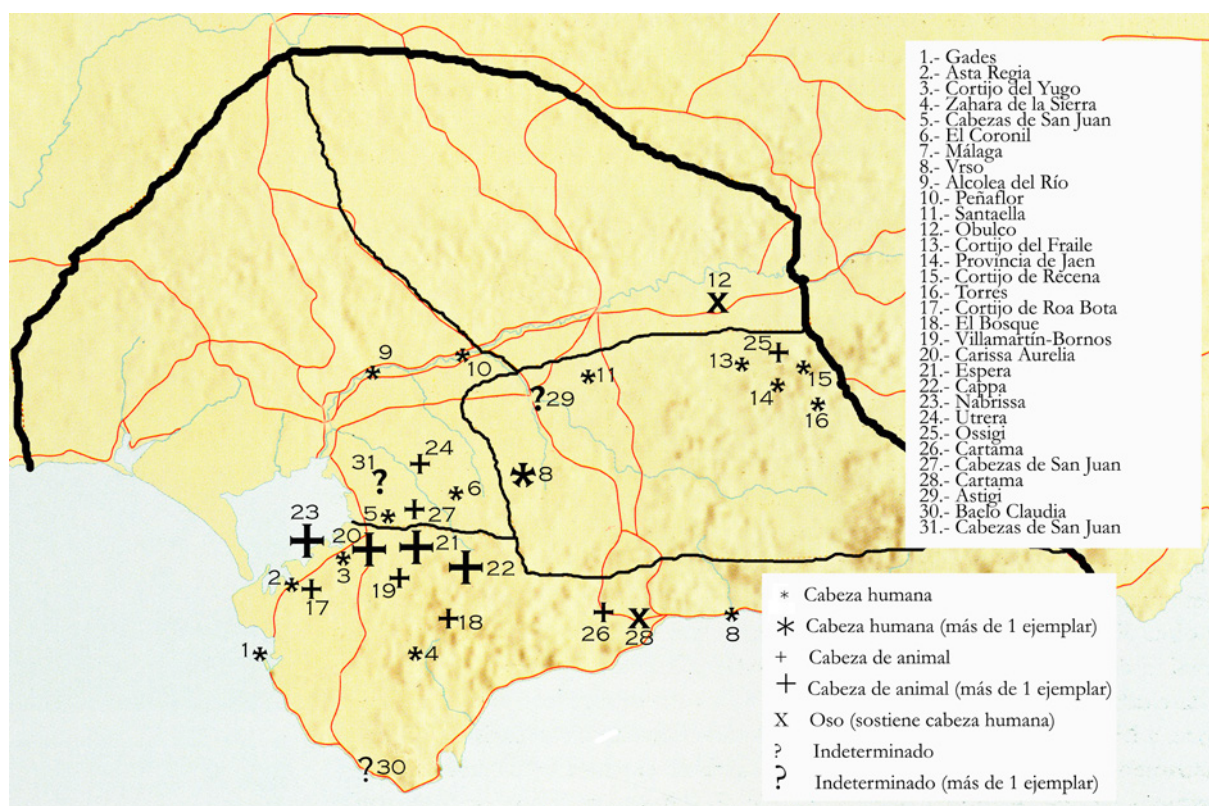 1.- Gades
2.- Asta Regia
3.- Cortijo del Yugo
4.- Zahara de la Sierra
5.- Cabezas de San Juan
6.- El Coronil
7.- Málaga
8.- Vrso
9.- Alcolea del Río
10.- Peñaflor
11.- Santaella
12.- Obulco
13.- Cortijo del Fraile
14.- Provincia de Jaen
15.- Cortijo de Recena
16.- Torres
17.- Cortijo de Roa Bota
18.- El Bosque
19.- Villamartín-Bornos
20.- Carissa Aurelia
21.- Espera
22.- Cappa
23.- Nabrissa
24.- Utrera
25.- Ossigi
26.- Cartama
27.- Cabezas de San Juan
28.- Cartama
29.- Astigi
30.- Baelo Claudia
31.- Cabezas de San Juan
12
25
13
15
14
16
9
10
11
? 29
24
31
?
8
6
5
27
23
20
21
22
3
2
19
17
18
26
28
8
1
4
? 30
* Cabeza humana
* Cabeza humana (más de 1 ejemplar)
+ Cabeza de animal
+ Cabeza de animal (más de 1 ejemplar)
X Oso (sostiene cabeza humana)
? Indeterminado
? Indeterminado (más de 1 ejemplar)